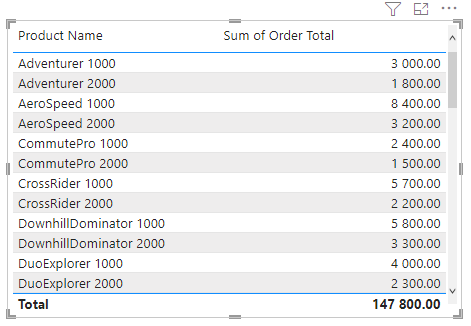 Product Name Sum of Order Total
Adventurer 1000 3 000.00
Adventurer 2000 1 800.00
AeroSpeed 1000 8 400.00
AeroSpeed 2000 3 200.00
CommutePro 1000 2 400.00
CommutePro 2000 1 500.00
CrossRider 1000 5 700.00
CrossRider 2000 2 200.00
DownhillDominator 1000 5 800.00
DownhillDominator 2000 3 300.00
DuoExplorer 1000 4 000.00
DuoExplorer 2000 2 300.00
Total 147 800.00